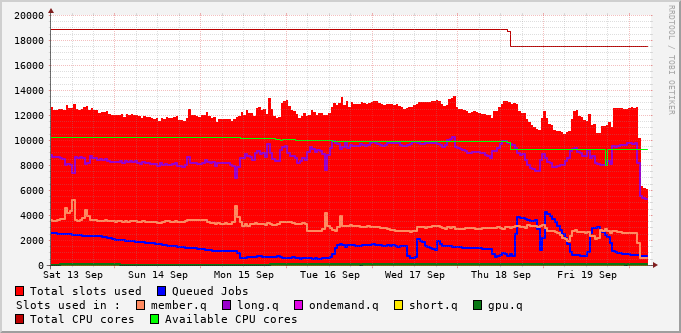 20000
18000
16000
14000
12000
10000
8000
6000
4000
2000
0
Sat 13 Sep Sun 14 Sep Mon 15 Sep Tue 16 Sep Wed 17 Sep Thu 18 Sep Fri 19 Sep
RRDTOOL / TOBI OETIKER
Total slots used Queued Jobs
Slots used in : member.q long.q ondemand.q short.q gpu.q
Total CPU cores Available CPU cores